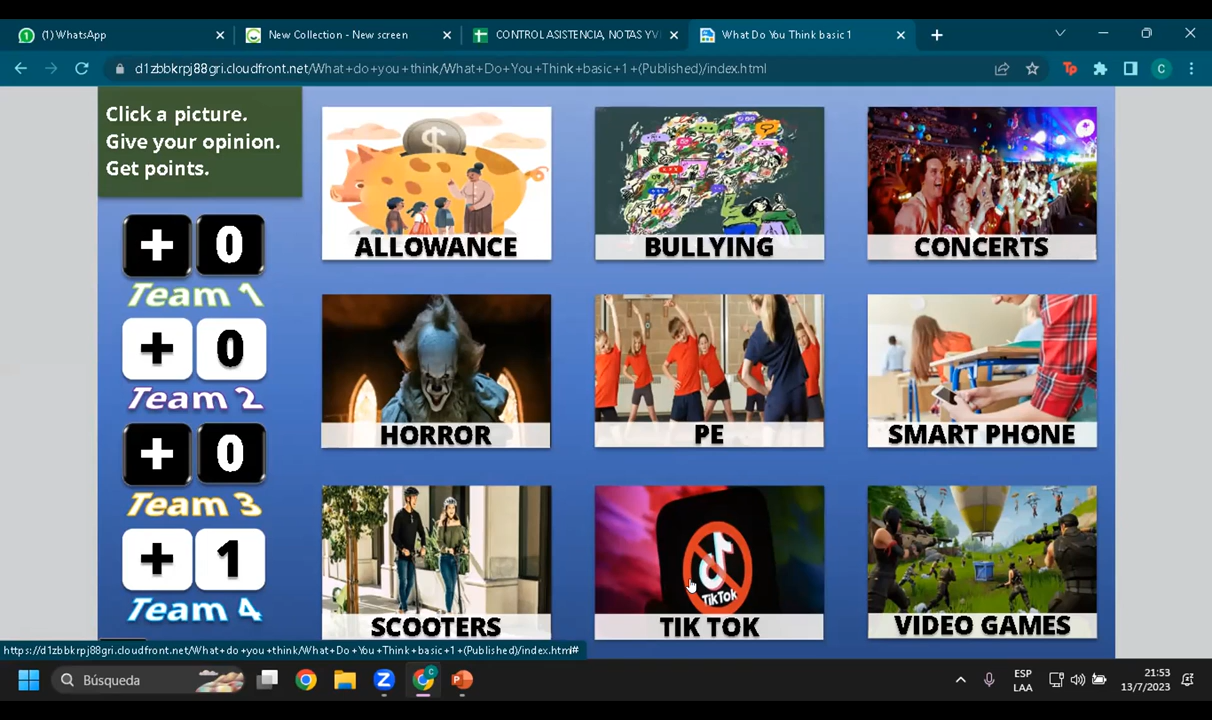 (1) WhatsApp
New Collection - New screen
CONTROL ASISTENCIA, NOTAS Y VI
What Do You Think basic 1
d1zbbkrpj88gri.cloudfront.net/What+do+you+think/What+Do+You+Think+basic+1+(Published)/index.html
Tp
C
Click a picture.
Give your opinion.
Get points.
+ 0
Team 1
+ 0
Team 2
+ 0
Team 3
+ 1
Team 4
$
ALLOWANCE
BULLYING
CONCERTS
HORROR
PE
SMART PHONE
SCOOTERS
TikTok
TIK TOK
VIDEO GAMES
https://d1zbbkrpj88gri.cloudfront.net/What+do+you+think/What+Do+You+Think+basic+1+(Published)/index.html#
Búsqueda
ESP
LAA
21:53
13/7/2023